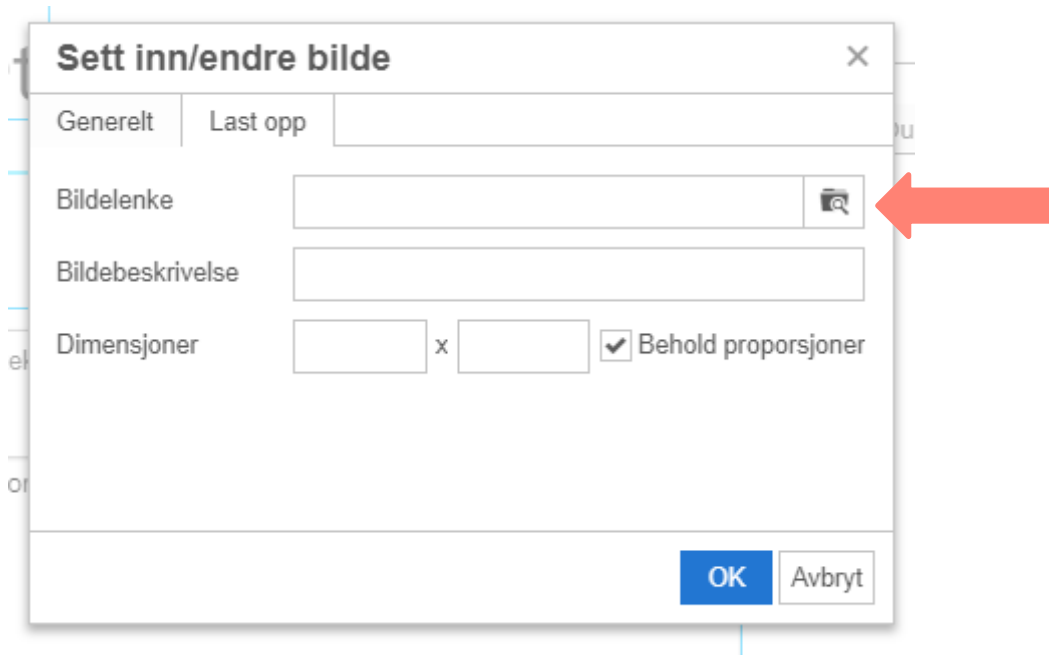 Sett inn/endre bilde
Generelt Last opp
Bildelenke
Bildebeskrivelse
Dimensjoner x Behold proporsjoner
OK Avbryt